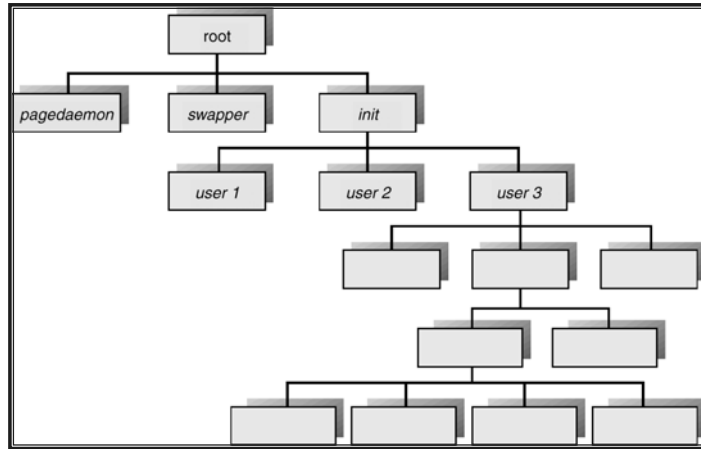 root
pagedaemon
swapper
init
user 1
user 2
user 3